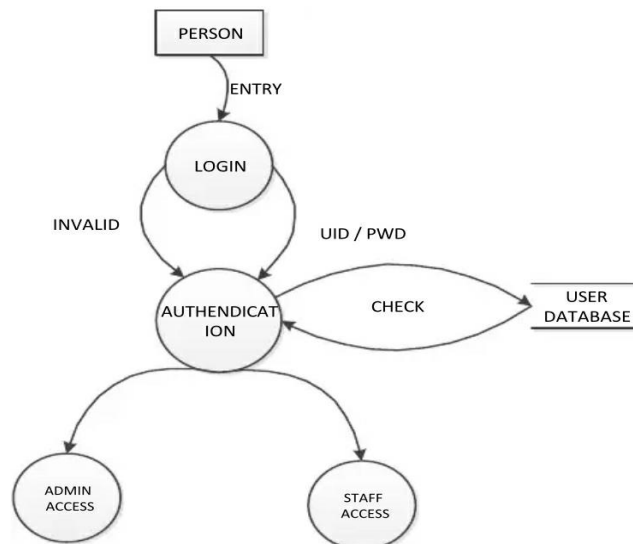 PERSON
ENTRY
LOGIN
INVALID
UID / PWD
AUTHENDICAT
ION
CHECK
USER
DATABASE
ADMIN
ACCESS
STAFF
ACCESS